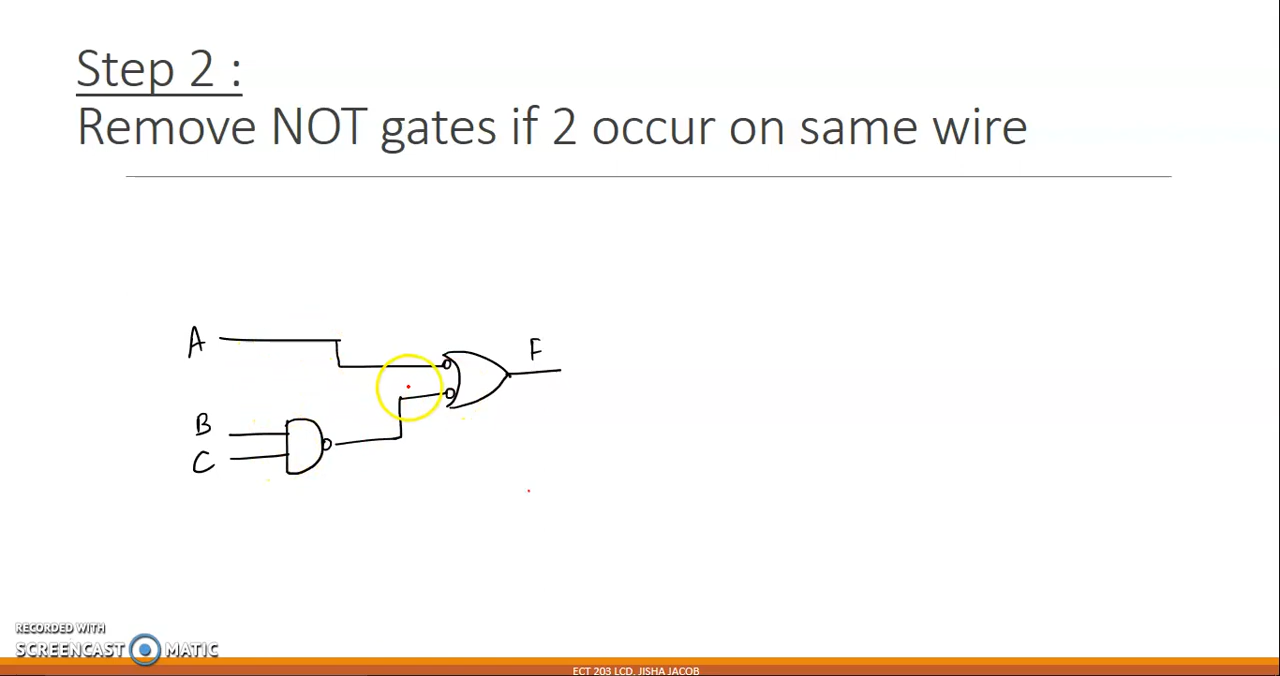 Step 2 :
Remove NOT gates if 2 occur on same wire
A
F
B
C
RECORDED WITH
SCREENCAST MATIC
ECT 203 LCD, JISHA JACOB